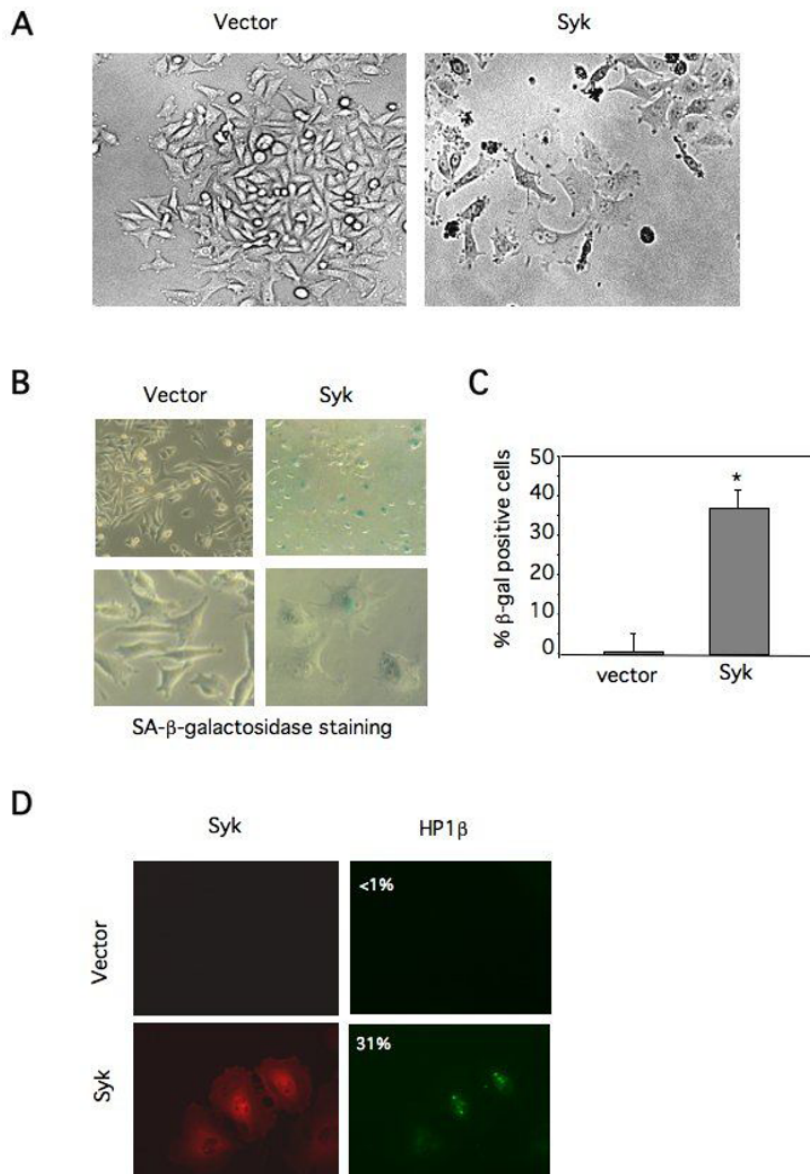 A
Vector
Syk
B
Vector
Syk
SA-β-galactosidase staining
C
% β-gal positive cells
50
40
30
20
10
0
*
vector
Syk
D
Syk
HP1β
Vector
<1%
Syk
31%